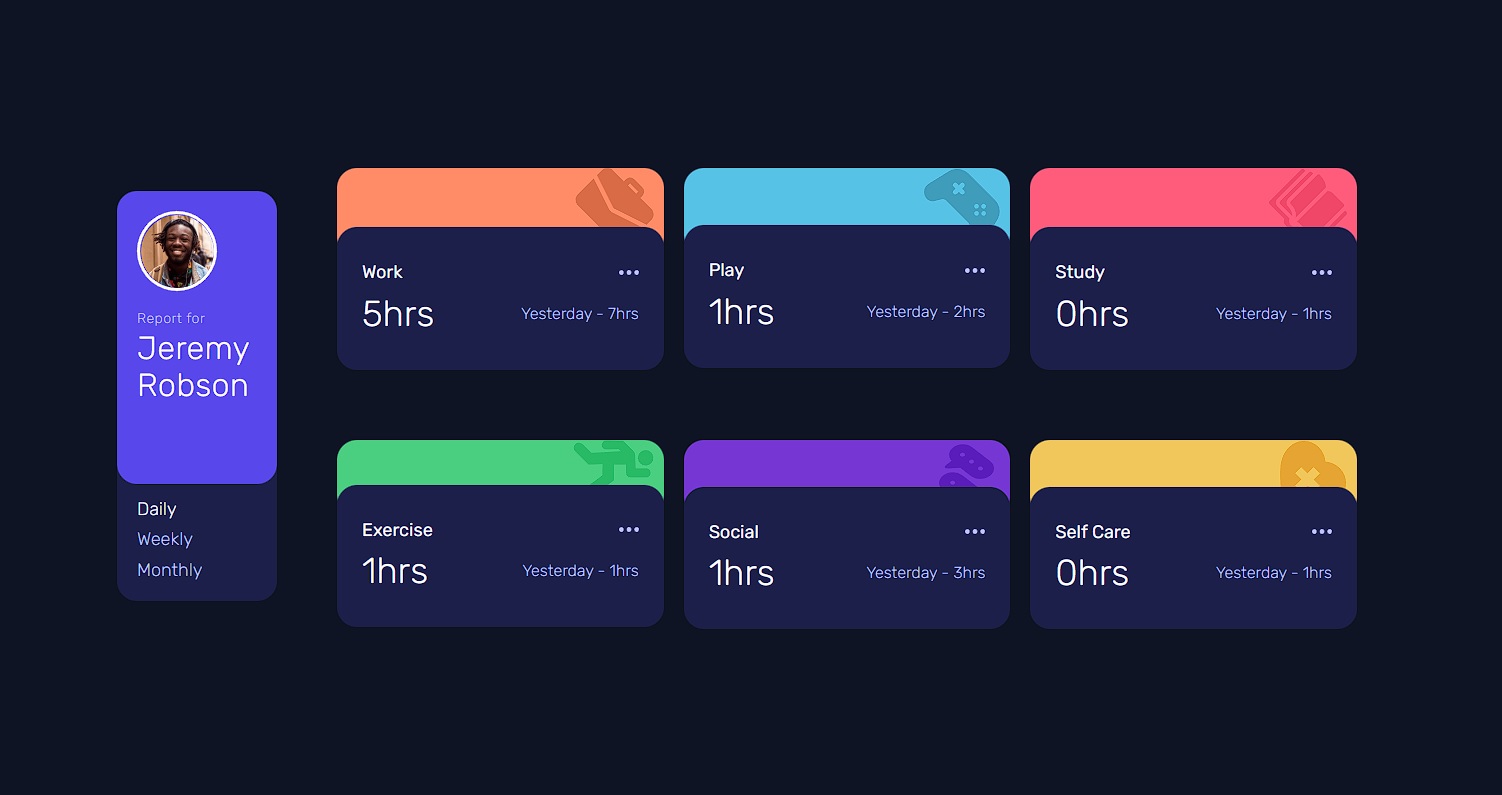 Report for
Jeremy
Robson
Daily
Weekly
Monthly
Work
5hrs
Yesterday - 7hrs
Play
1hrs
Yesterday - 2hrs
Study
0hrs
Yesterday - 1hrs
Exercise
1hrs
Yesterday - 1hrs
Social
1hrs
Yesterday - 3hrs
Self Care
0hrs
Yesterday - 1hrs